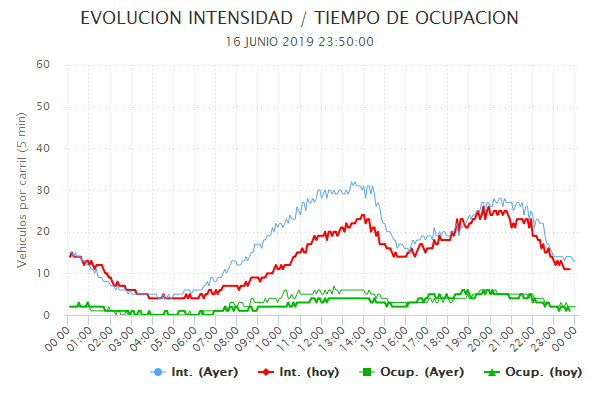 EVOLUCION INTENSIDAD / TIEMPO DE OCUPACION
16 JUNIO 2019 23:50:00
Vehiculos por carril (5 min)
60
50
40
30
20
10
0
00:00 01:00 02:00 03:00 04:00 05:00 06:00 07:00 08:00 09:00 10:00 11:00 12:00 13:00 14:00 15:00 16:00 17:00 18:00 19:00 20:00 21:00 22:00 23:00 00:00
Int. (Ayer) Int. (hoy) Ocup. (Ayer) Ocup. (hoy)